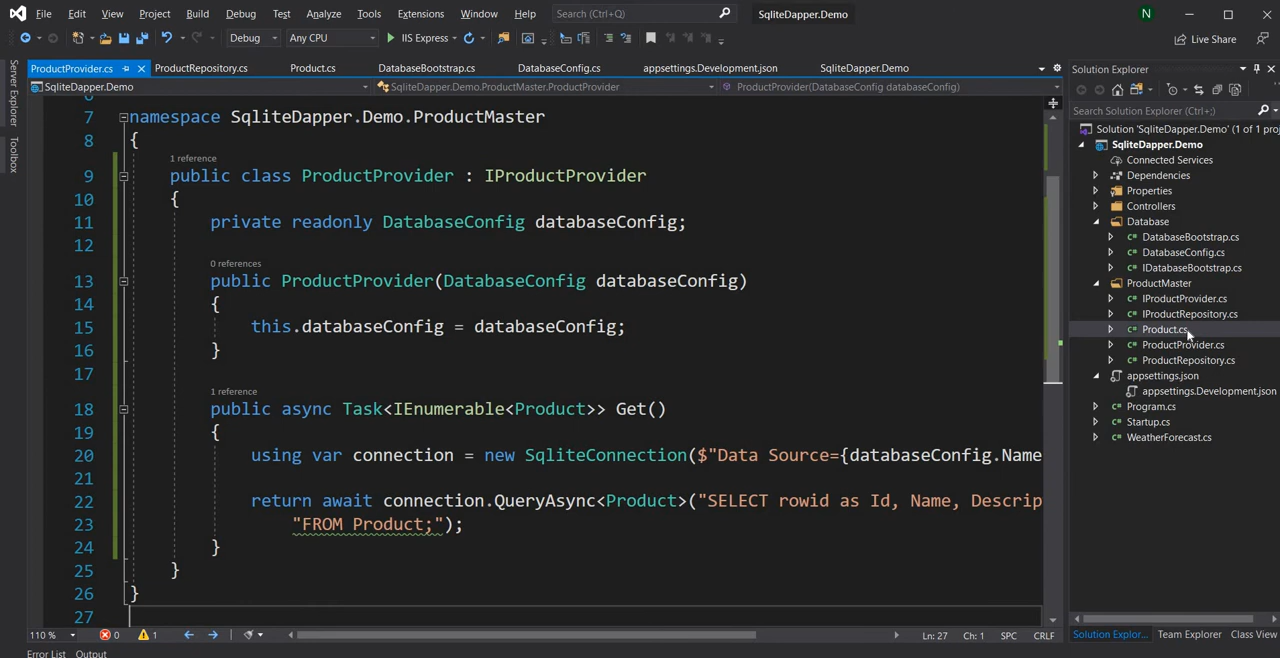 File Edit View Project Build Debug Test Analyze Tools Extensions Window Help Search (Ctrl+Q) SqliteDapper.Demo N
Debug Any CPU IIS Express Live Share
Server Explorer
Toolbox
ProductProvider.cs ProductRepository.cs Product.cs DatabaseBootstrap.cs DatabaseConfig.cs appsettings.Development.json SqliteDapper.Demo
SqliteDapper.Demo SqliteDapper.Demo.ProductMaster.ProductProvider ProductProvider(DatabaseConfig databaseConfig)
6
7 namespace SqliteDapper.Demo.ProductMaster
8 {
1 reference
9 public class ProductProvider : IProductProvider
10 {
11 private readonly DatabaseConfig databaseConfig;
12
0 references
13 public ProductProvider(DatabaseConfig databaseConfig)
14 {
15 this.databaseConfig = databaseConfig;
16 }
17
1 reference
18 public async Task<IEnumerable<Product>> Get()
19 {
20 using var connection = new SqliteConnection($"Data Source={databaseConfig.Name
21
22 return await connection.QueryAsync<Product>("SELECT rowid as Id, Name, Descrip
23 "FROM Product;");
24 }
25 }
26 }
27
110 % 0 1 Ln: 27 Ch: 1 SPC CRLF
Error List Output
Solution Explorer
Search Solution Explorer (Ctrl+;)
Solution 'SqliteDapper.Demo' (1 of 1 proj
SqliteDapper.Demo
Connected Services
Dependencies
Properties
Controllers
Database
C# DatabaseBootstrap.cs
C# DatabaseConfig.cs
C# IDatabaseBootstrap.cs
ProductMaster
C# IProductProvider.cs
C# IProductRepository.cs
C# Product.cs
C# ProductProvider.cs
C# ProductRepository.cs
appsettings.json
appsettings.Development.json
C# Program.cs
C# Startup.cs
C# WeatherForecast.cs
Solution Explor... Team Explorer Class View